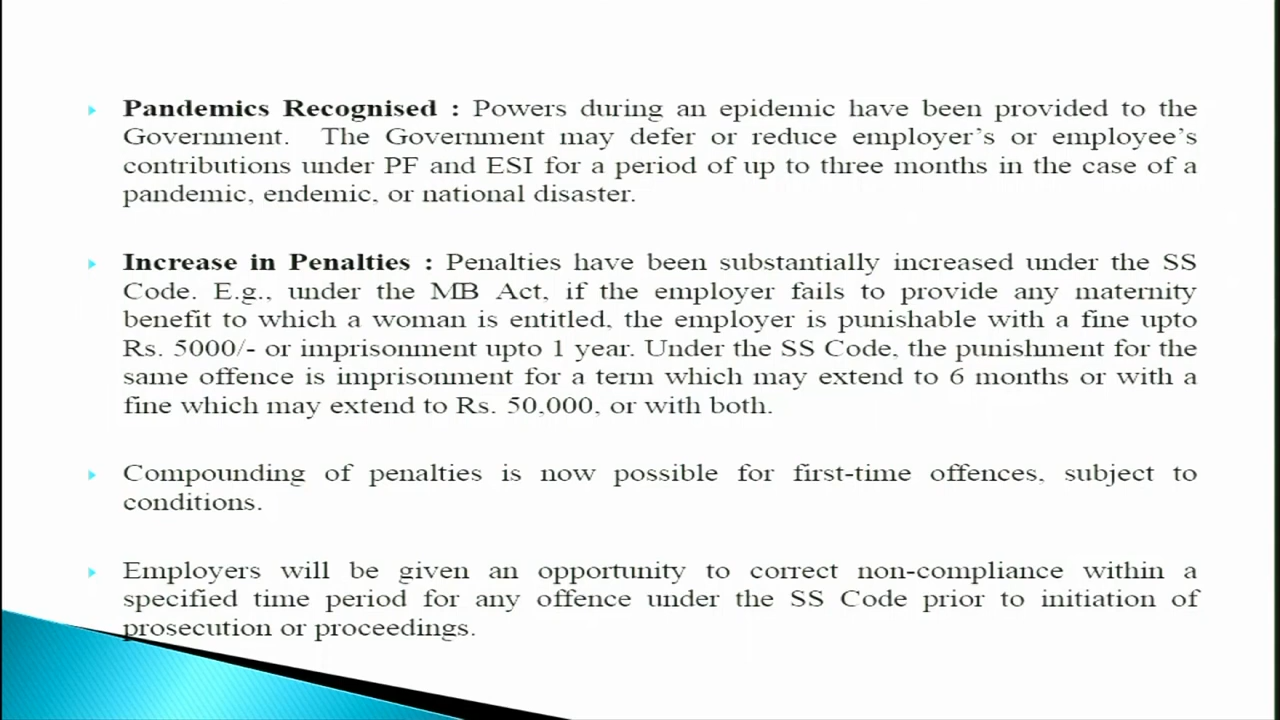 Pandemics Recognised : Powers during an epidemic have been provided to the
Government. The Government may defer or reduce employer's or employee's
contributions under PF and ESI for a period of up to three months in the case of a
pandemic, endemic, or national disaster.
Increase in Penalties : Penalties have been substantially increased under the SS
Code. E.g., under the MB Act, if the employer fails to provide any maternity
benefit to which a woman is entitled, the employer is punishable with a fine upto
Rs. 5000/- or imprisonment upto 1 year. Under the SS Code, the punishment for the
same offence is imprisonment for a term which may extend to 6 months or with a
fine which may extend to Rs. 50,000, or with both.
Compounding of penalties is now possible for first-time offences, subject to
conditions.
Employers will be given an opportunity to correct non-compliance within a
specified time period for any offence under the SS Code prior to initiation of
prosecution or proceedings.